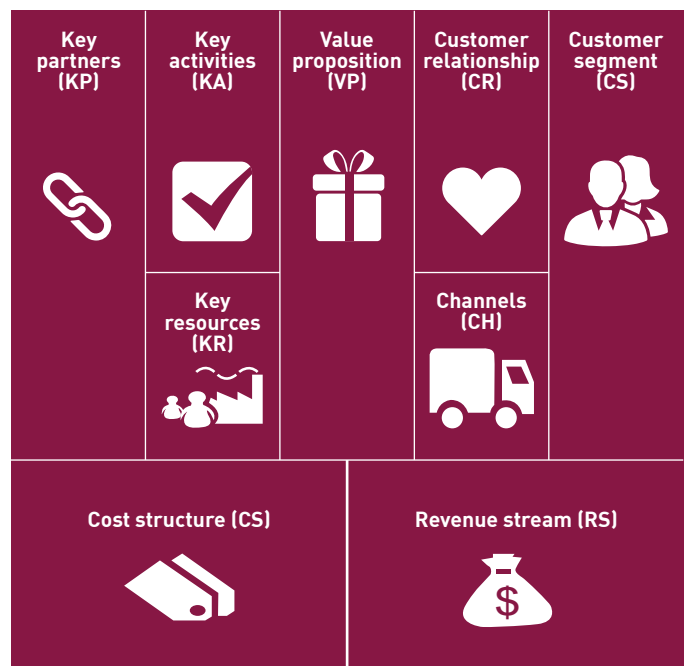 Key
partners
(KP)
Key
activities
(KA)
Value
proposition
(VP)
Customer
relationship
(CR)
Customer
segment
(CS)
Key
resources
(KR)
Channels
(CH)
Cost structure (CS)
Revenue stream (RS)
$